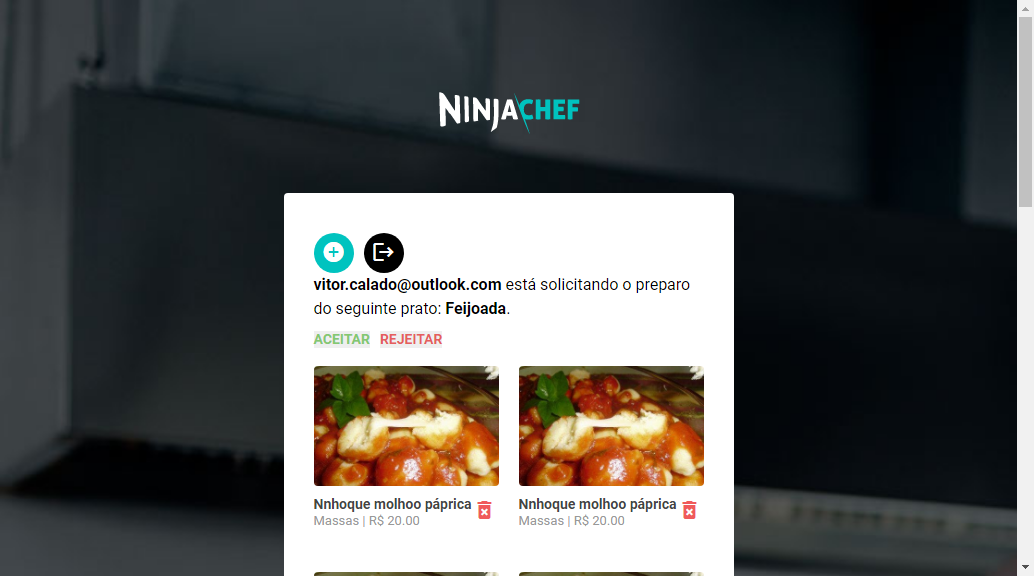 NINJACHEF
vitor.calado@outlook.com está solicitando o preparo
do seguinte prato: Feijoada.
ACEITAR REJEITAR
Nnhoque molhoo páprica
Massas | R$ 20.00
Nnhoque molhoo páprica
Massas | R$ 20.00